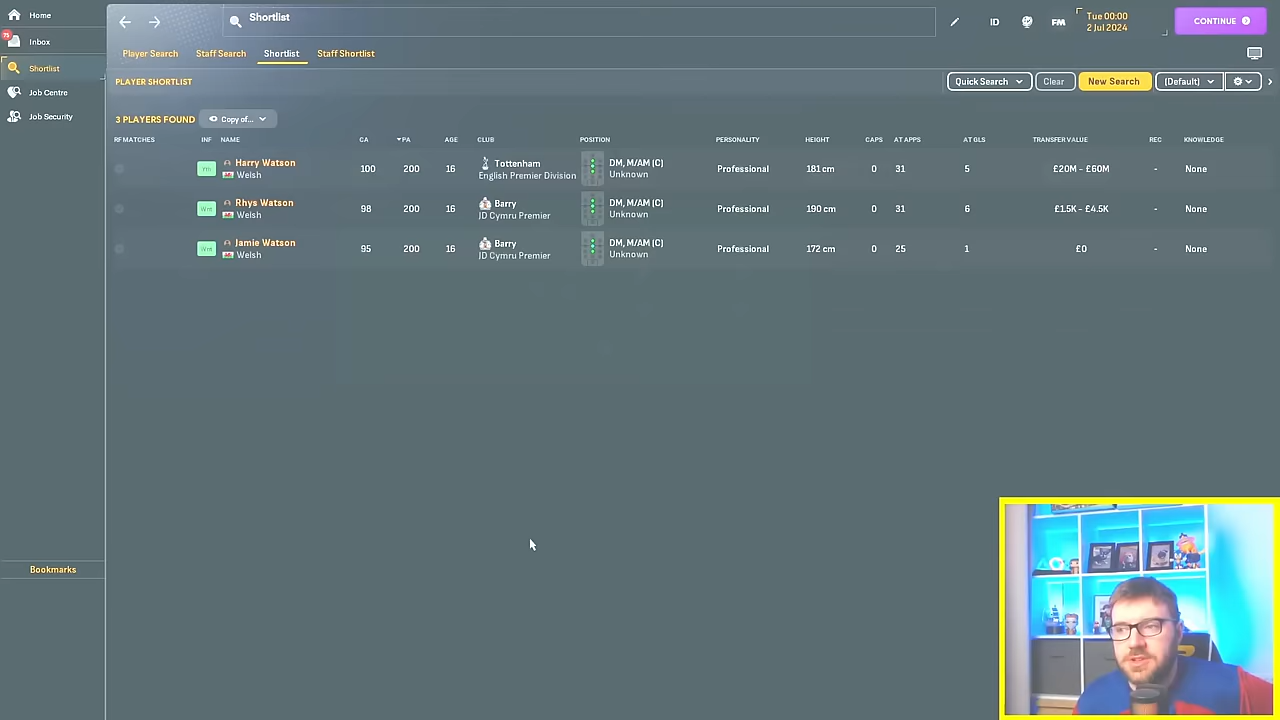 Home
Shortlist
Tue 00:00
2 Jul 2024
ID
FM
CONTINUE
73
Inbox
Shortlist
Job Centre
Job Security
Bookmarks
Player Search
Staff Search
Shortlist
Staff Shortlist
PLAYER SHORTLIST
Quick Search
Clear
New Search
(Default)
3 PLAYERS FOUND
Copy of...
RF MATCHES INF NAME CA PA AGE CLUB POSITION PERSONALITY HEIGHT CAPS AT APPS AT GLS TRANSFER VALUE REC KNOWLEDGE
Harry Watson 100 200 16 Tottenham DM, M/AM (C) Professional 181 cm 0 31 5 £20M - £60M - None
Welsh English Premier Division Unknown
Wnt Rhys Watson 98 200 16 Barry DM, M/AM (C) Professional 190 cm 0 31 6 £1.5K - £4.5K - None
Welsh JD Cymru Premier Unknown
Wnt Jamie Watson 95 200 16 Barry DM, M/AM (C) Professional 172 cm 0 25 1 £0 - None
Welsh JD Cymru Premier Unknown